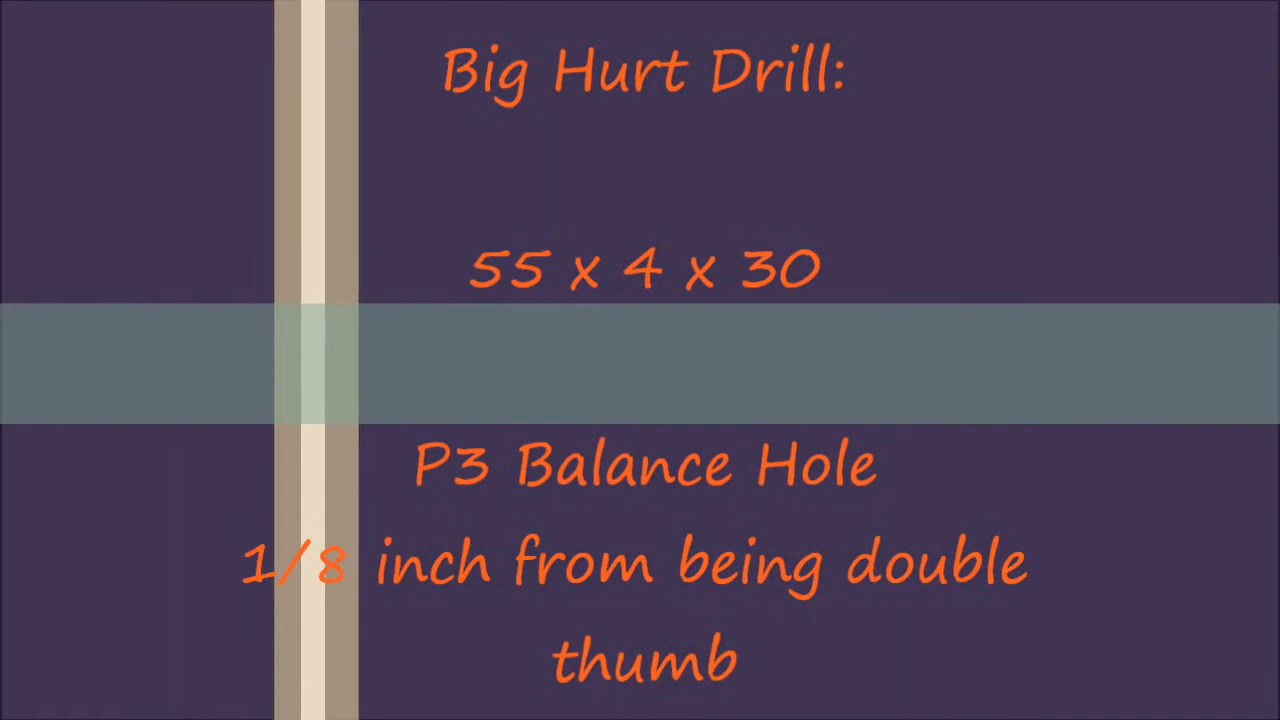 Big Hurt Drill:
55 x 4 x 30
P3 Balance Hole
1/8 inch from being double
thumb